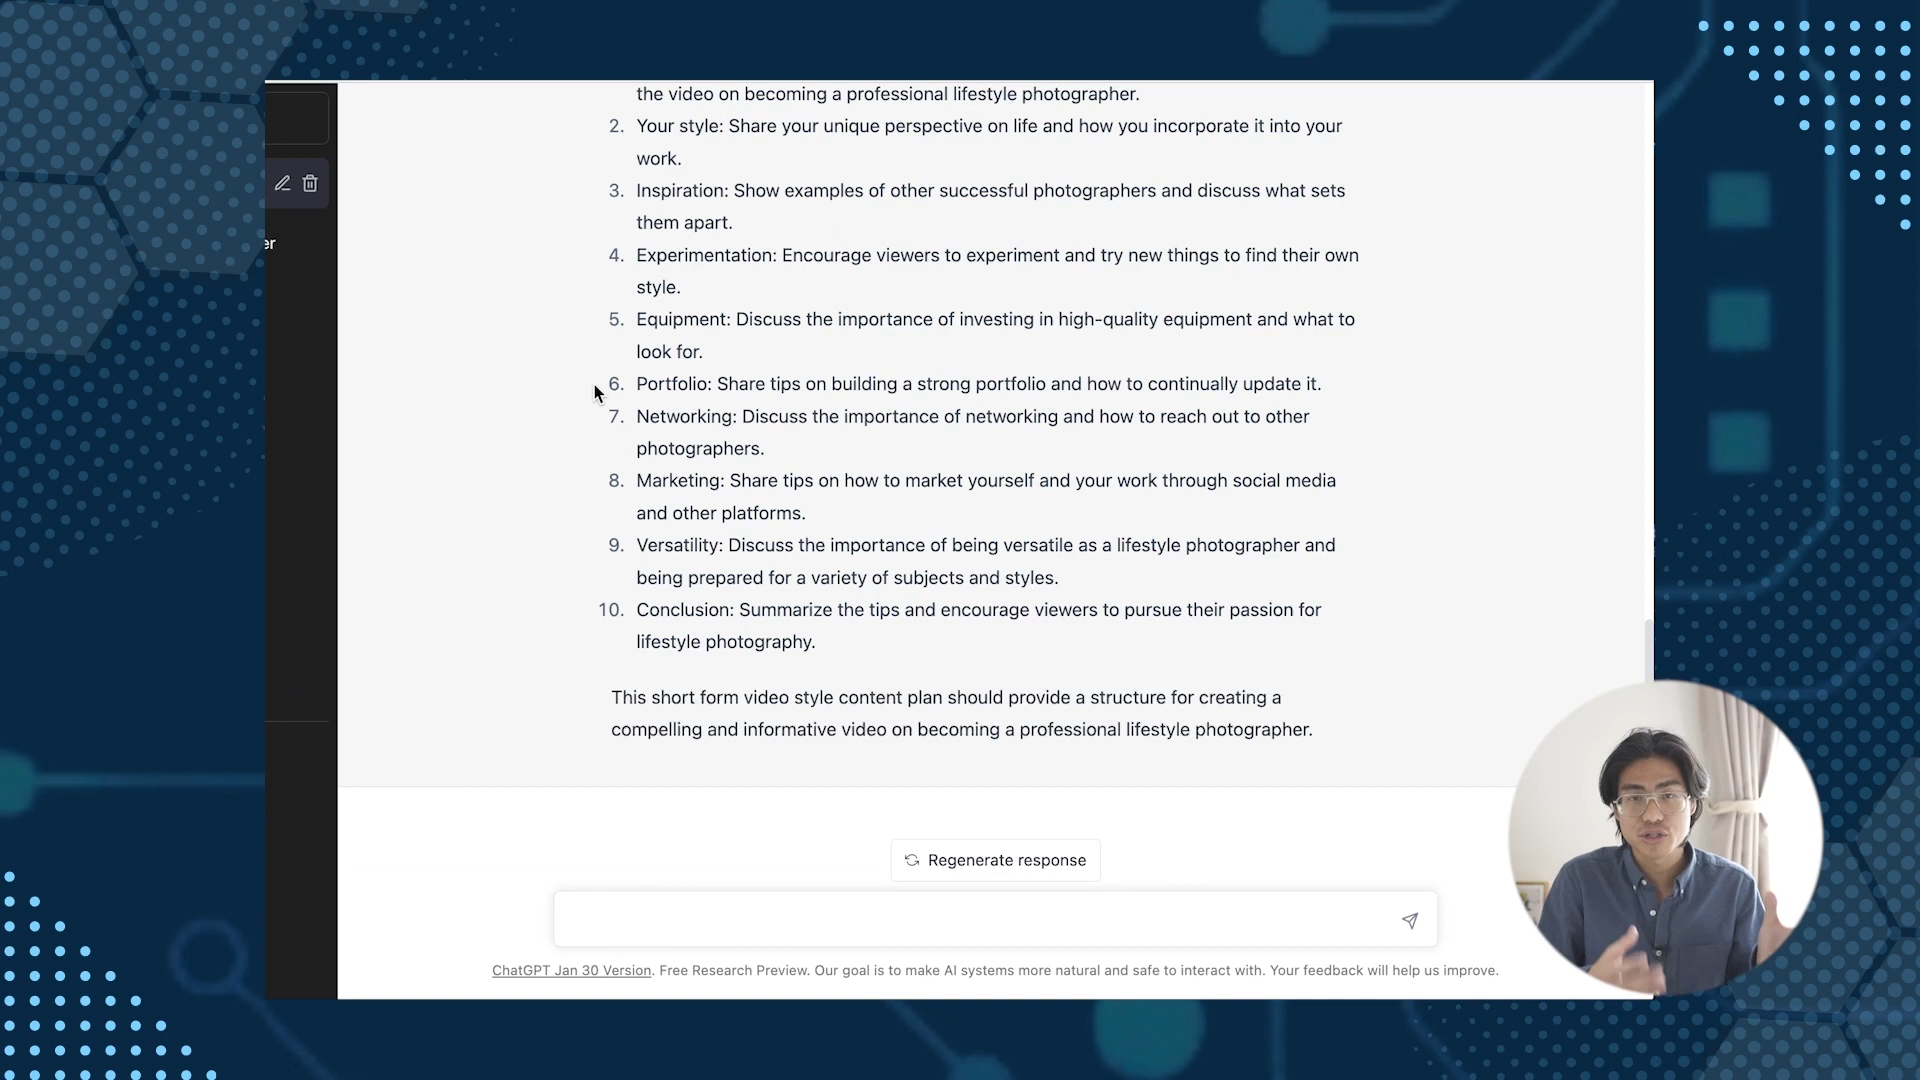 the video on becoming a professional lifestyle photographer.
2. Your style: Share your unique perspective on life and how you incorporate it into your
work.
3. Inspiration: Show examples of other successful photographers and discuss what sets
them apart.
4. Experimentation: Encourage viewers to experiment and try new things to find their own
style.
5. Equipment: Discuss the importance of investing in high-quality equipment and what to
look for.
6. Portfolio: Share tips on building a strong portfolio and how to continually update it.
7. Networking: Discuss the importance of networking and how to reach out to other
photographers.
8. Marketing: Share tips on how to market yourself and your work through social media
and other platforms.
9. Versatility: Discuss the importance of being versatile as a lifestyle photographer and
being prepared for a variety of subjects and styles.
10. Conclusion: Summarize the tips and encourage viewers to pursue their passion for
lifestyle photography.
This short form video style content plan should provide a structure for creating a
compelling and informative video on becoming a professional lifestyle photographer.
er
Regenerate response
ChatGPT Jan 30 Version. Free Research Preview. Our goal is to make AI systems more natural and safe to interact with. Your feedback will help us improve.